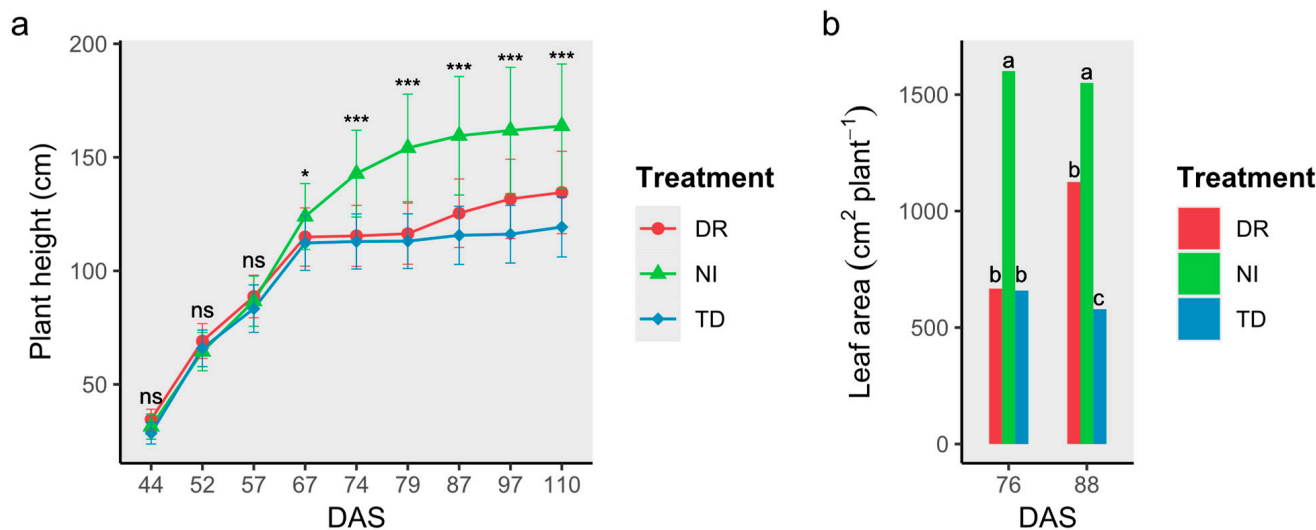 a
200
150
100
50
Plant height (cm)
ns
ns
ns
*
***
***
***
***
***
44 52 57 67 74 79 87 97 110
DAS
Treatment
DR
NI
TD
b
1500
1000
500
0
Leaf area (cm² plant⁻¹)
a
a
b
b b
c
76 88
DAS
Treatment
DR
NI
TD